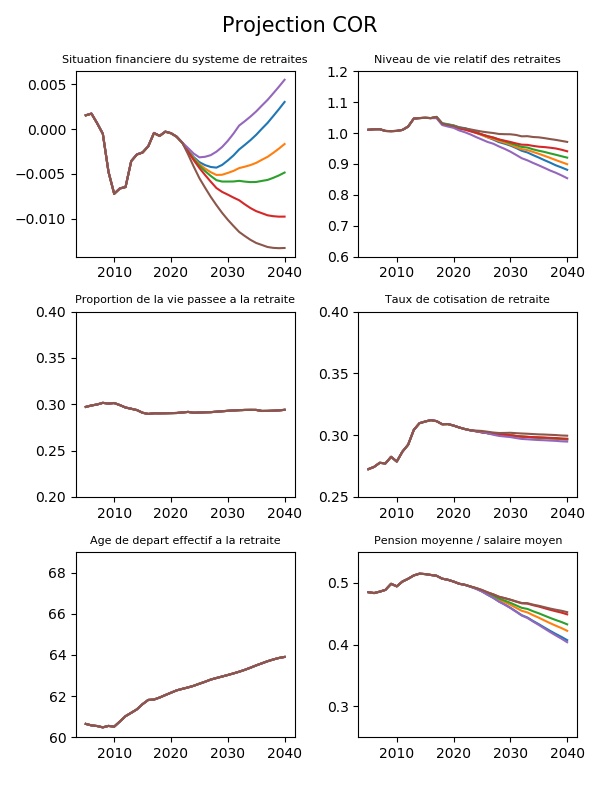 Projection COR
Situation financiere du systeme de retraites
0.005
0.000
−0.005
−0.010
2010 2020 2030 2040
Niveau de vie relatif des retraites
1.2
1.1
1.0
0.9
0.8
0.7
0.6
2010 2020 2030 2040
Proportion de la vie passee a la retraite
0.40
0.35
0.30
0.25
0.20
2010 2020 2030 2040
Taux de cotisation de retraite
0.40
0.35
0.30
0.25
2010 2020 2030 2040
Age de depart effectif a la retraite
68
66
64
62
60
2010 2020 2030 2040
Pension moyenne / salaire moyen
0.5
0.4
0.3
2010 2020 2030 2040